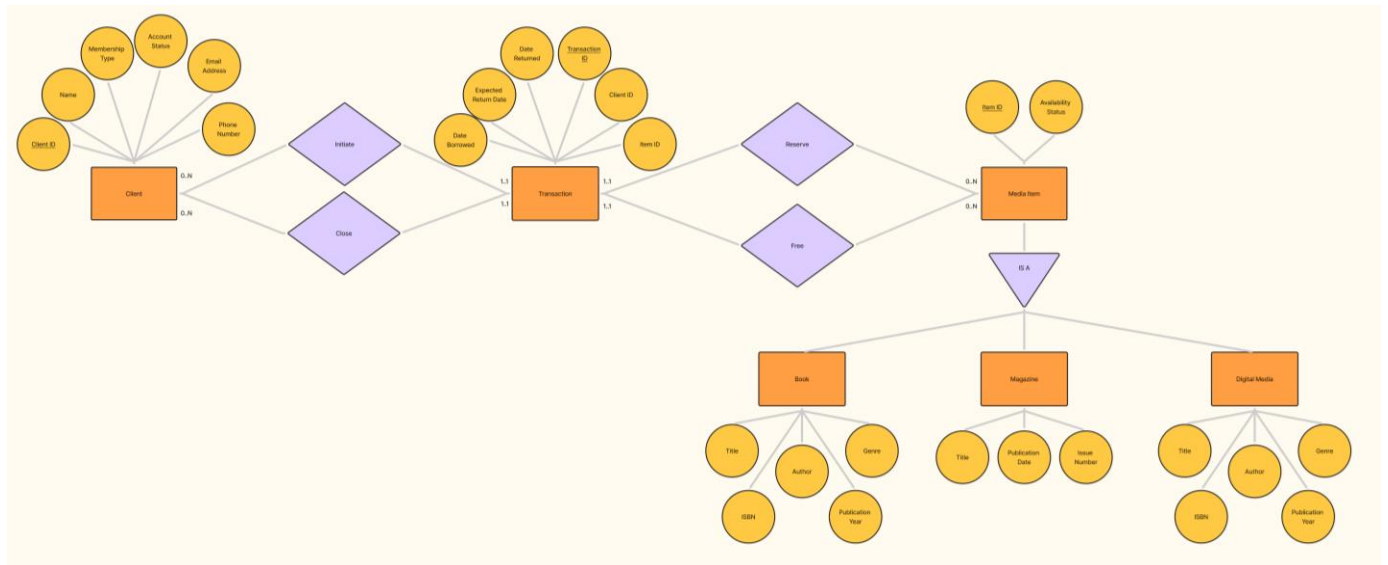 Account
Status
Membership
Type
Email
Address
Name
Phone
Number
Client ID
Client
0..N
0..N
Initiate
Close
Date
Returned
Transaction
ID
Expected
Return Date
Client ID
Date
Borrowed
Item ID
1..1
1..1
Transaction
1..1
1..1
Reserve
Free
Item ID
Availability
Status
0..N
0..N
Media Item
IS A
Book
Magazine
Digital Media
Title
Author
Genre
ISBN
Publication
Year
Title
Publication
Date
Issue
Number
Title
Author
Genre
ISBN
Publication
Year